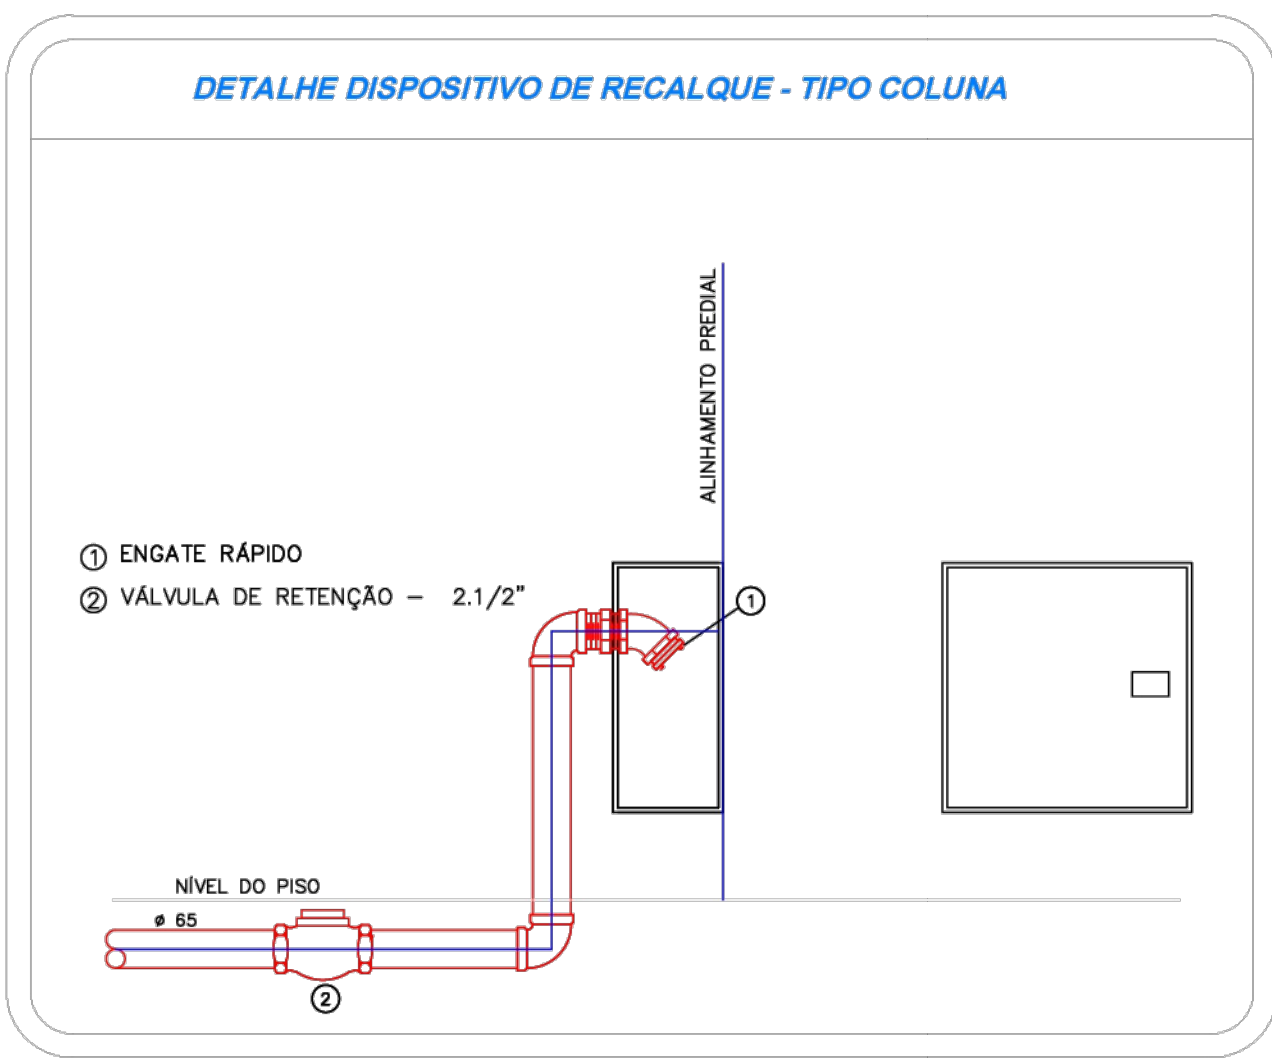 DETALHE DISPOSITIVO DE RECALQUE - TIPO COLUNA
ALINHAMENTO PREDIAL
1 ENGATE RÁPIDO
2 VÁLVULA DE RETENÇÃO - 2.1/2"
1
NÍVEL DO PISO
ø 65
2